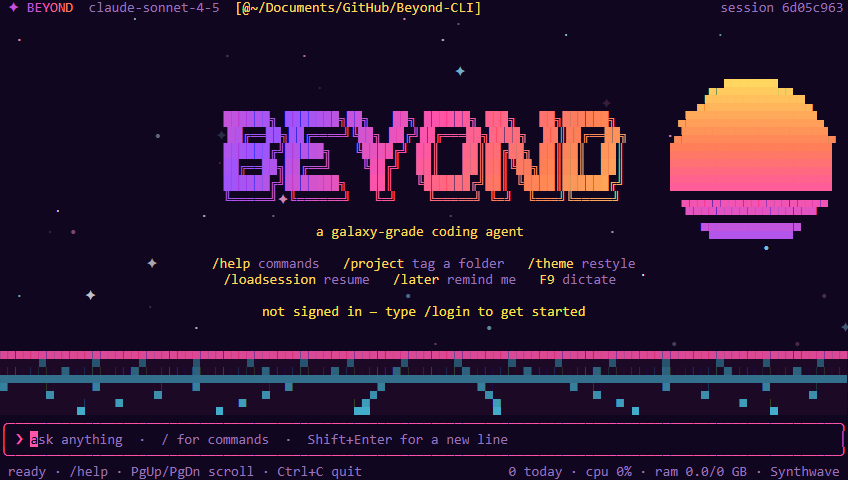 ✦ BEYOND claude-sonnet-4-5 [@~/Documents/GitHub/Beyond-CLI] session 6d05c963
BEYOND
a galaxy-grade coding agent
/help commands /project tag a folder /theme restyle
/loadsession resume /later remind me F9 dictate
not signed in — type /login to get started
❯ ask anything · / for commands · Shift+Enter for a new line
ready · /help · PgUp/PgDn scroll · Ctrl+C quit 0 today · cpu 0% · ram 0.0/0 GB · Synthwave